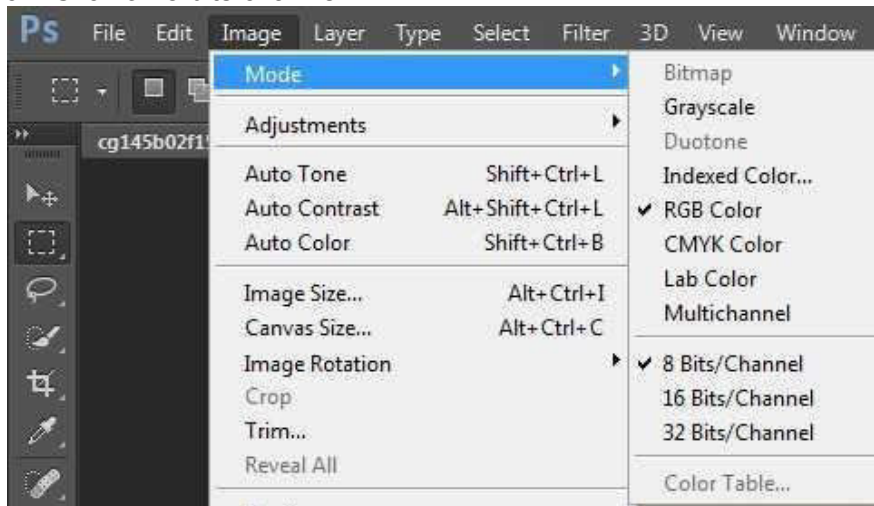 Ps File Edit Image Layer Type Select Filter 3D View Window
cg145b02f1
Mode
Adjustments
Auto Tone Shift+Ctrl+L
Auto Contrast Alt+Shift+Ctrl+L
Auto Color Shift+Ctrl+B
Image Size... Alt+Ctrl+I
Canvas Size... Alt+Ctrl+C
Image Rotation
Crop
Trim...
Reveal All
Bitmap
Grayscale
Duotone
Indexed Color...
✔ RGB Color
CMYK Color
Lab Color
Multichannel
✔ 8 Bits/Channel
16 Bits/Channel
32 Bits/Channel
Color Table...